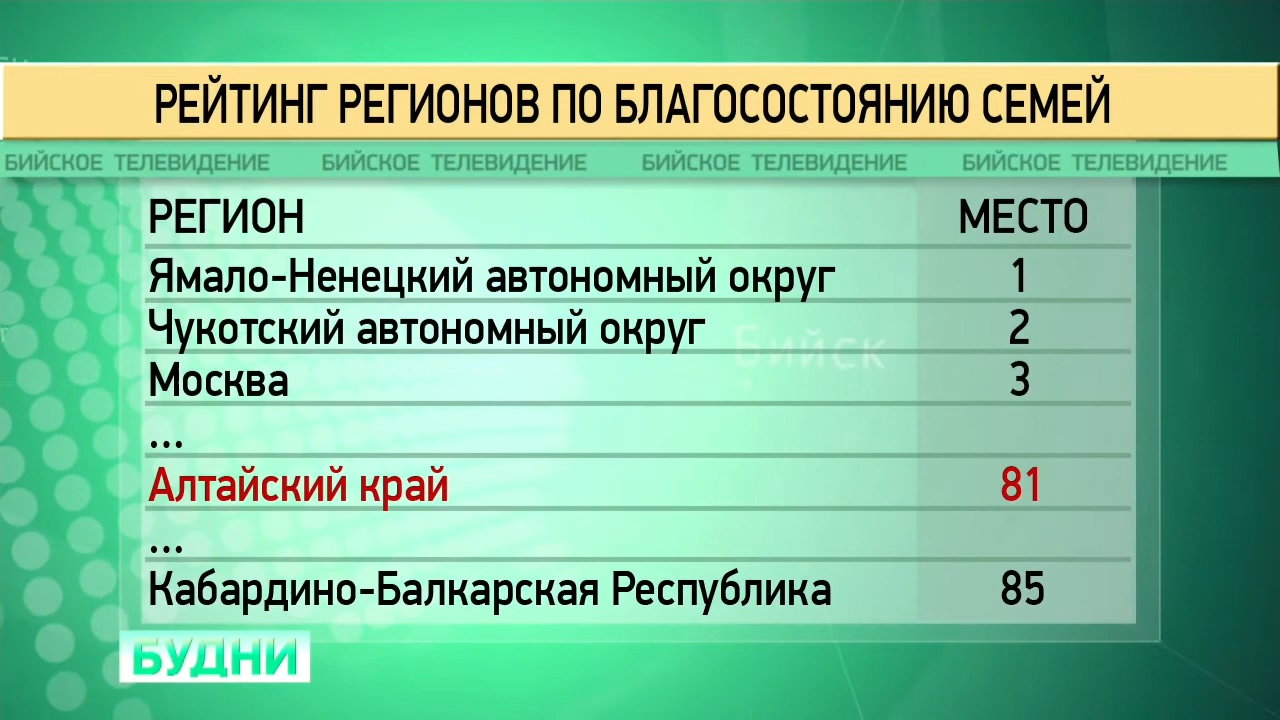 РЕЙТИНГ РЕГИОНОВ ПО БЛАГОСОСТОЯНИЮ СЕМЕЙ
БИЙСКОЕ ТЕЛЕВИДЕНИЕ БИЙСКОЕ ТЕЛЕВИДЕНИЕ БИЙСКОЕ ТЕЛЕВИДЕНИЕ БИЙСКОЕ ТЕЛЕВИДЕНИЕ
РЕГИОН МЕСТО
Ямало-Ненецкий автономный округ 1
Чукотский автономный округ 2
Бийск
Москва 3
...
Алтайский край 81
...
Кабардино-Балкарская Республика 85
БУДНИ